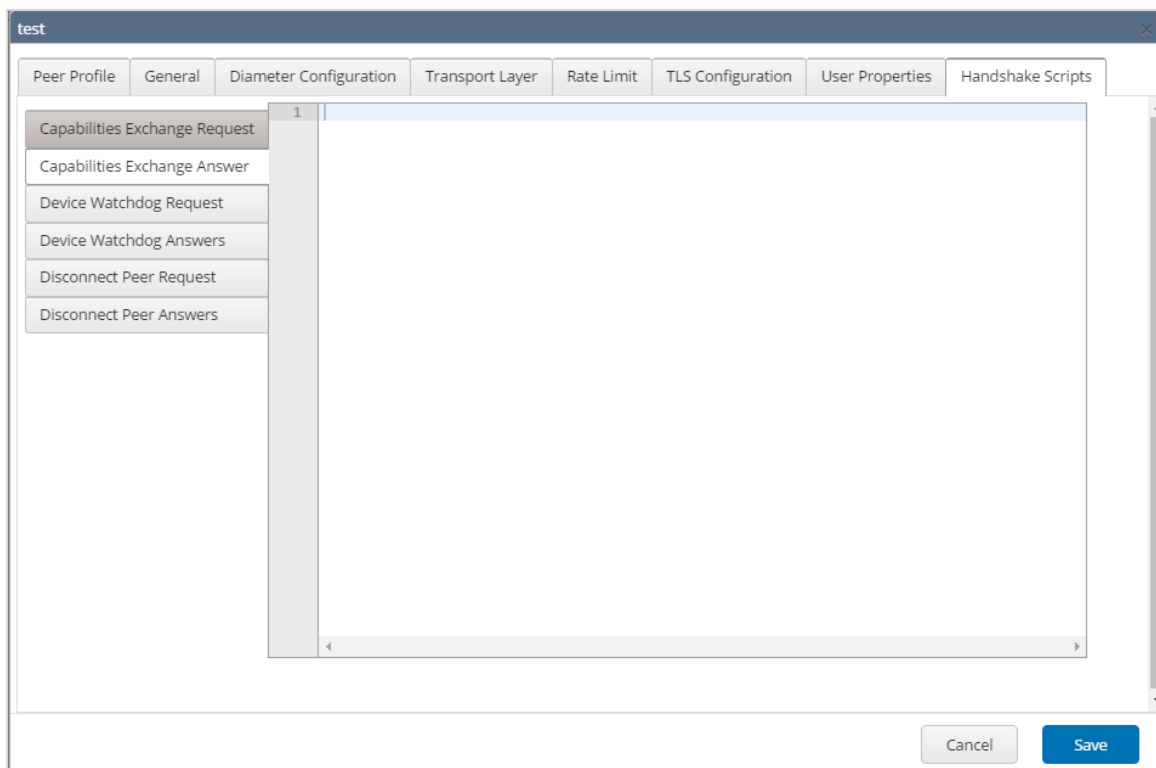 test
Peer Profile General Diameter Configuration Transport Layer Rate Limit TLS Configuration User Properties Handshake Scripts
Capabilities Exchange Request
Capabilities Exchange Answer
Device Watchdog Request
Device Watchdog Answers
Disconnect Peer Request
Disconnect Peer Answers
1
Cancel Save